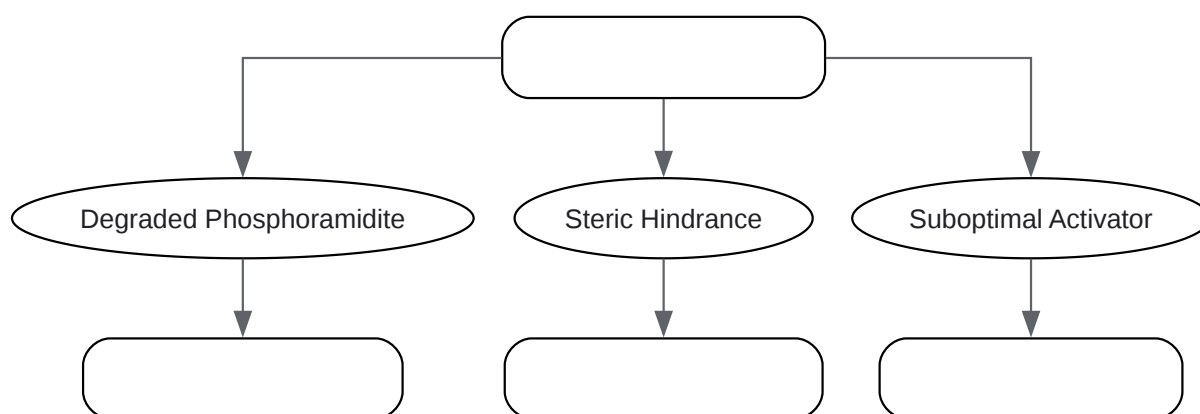 Degraded Phosphoramidite
Steric Hindrance
Suboptimal Activator